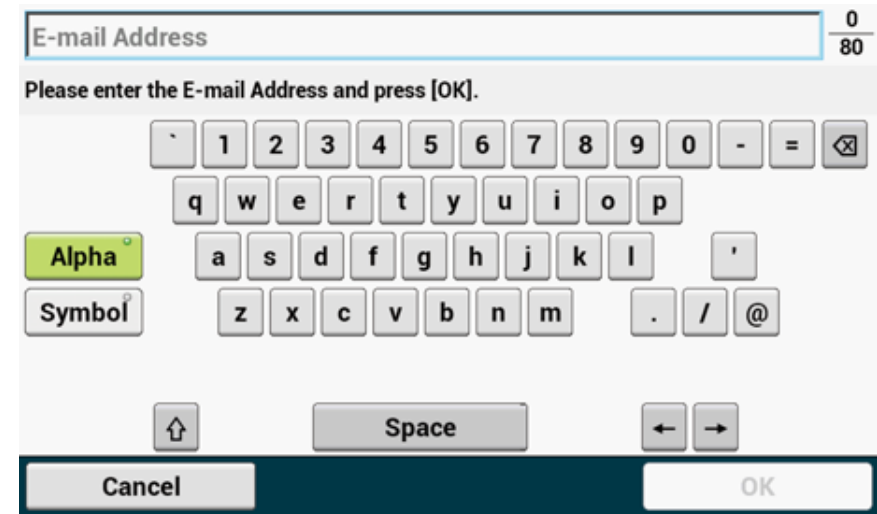 E-mail Address
0
80
Please enter the E-mail Address and press [OK].
` 1 2 3 4 5 6 7 8 9 0 - =
q w e r t y u i o p
Alpha a s d f g h j k l '
Symbol z x c v b n m . / @
Space ← →
Cancel OK